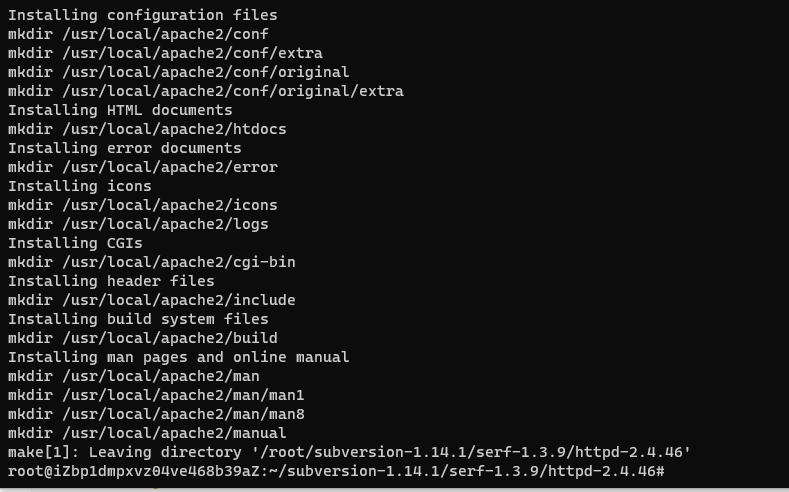 Installing configuration files
mkdir /usr/local/apache2/conf
mkdir /usr/local/apache2/conf/extra
mkdir /usr/local/apache2/conf/original
mkdir /usr/local/apache2/conf/original/extra
Installing HTML documents
mkdir /usr/local/apache2/htdocs
Installing error documents
mkdir /usr/local/apache2/error
Installing icons
mkdir /usr/local/apache2/icons
mkdir /usr/local/apache2/logs
Installing CGIs
mkdir /usr/local/apache2/cgi-bin
Installing header files
mkdir /usr/local/apache2/include
Installing build system files
mkdir /usr/local/apache2/build
Installing man pages and online manual
mkdir /usr/local/apache2/man
mkdir /usr/local/apache2/man/man1
mkdir /usr/local/apache2/man/man8
mkdir /usr/local/apache2/manual
make[1]: Leaving directory '/root/subversion-1.14.1/serf-1.3.9/httpd-2.4.46'
root@iZbp1dmpxvz04ve468b39aZ:~/subversion-1.14.1/serf-1.3.9/httpd-2.4.46#